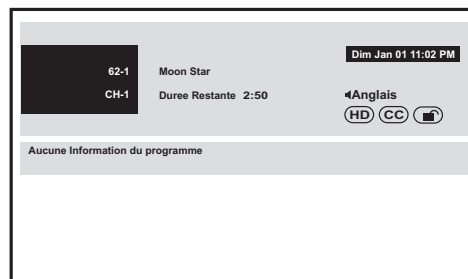 Dim Jan 01 11:02 PM
62-1 Moon Star
CH-1 Duree Restante 2:50 Anglais
HD CC
Aucune Information du programme